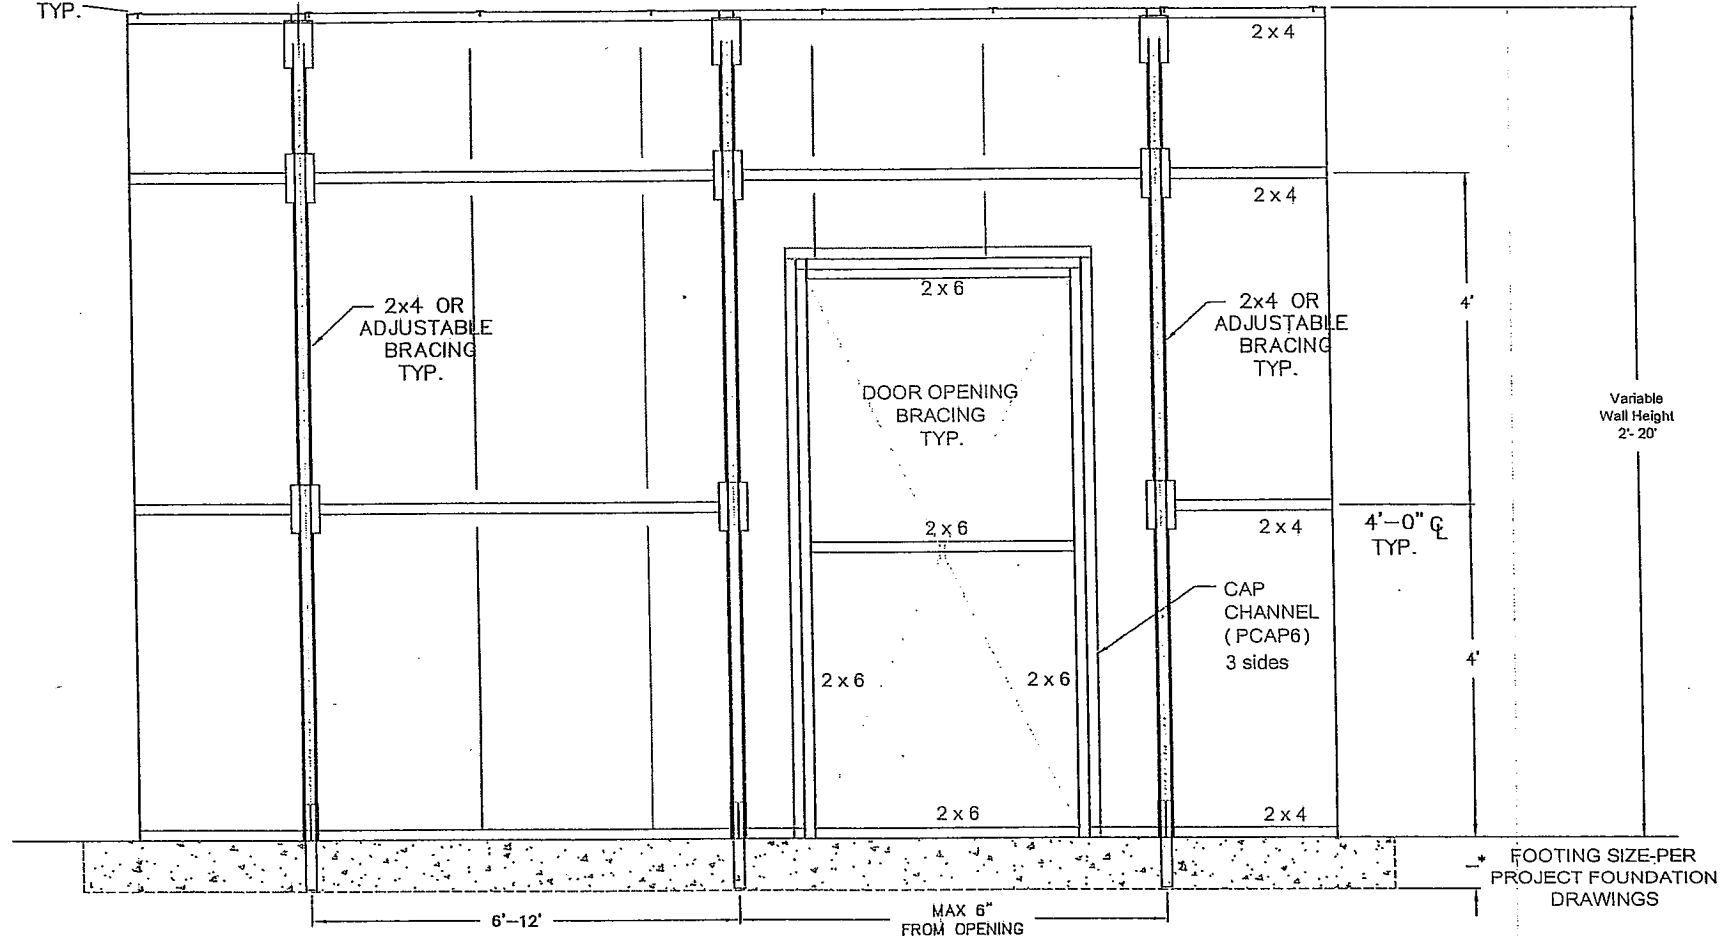 TYP.
2 x 4
2 x 4
2x4 OR
ADJUSTABLE
BRACING
TYP.
2 x 6
2x4 OR
ADJUSTABLE
BRACING
TYP.
4'
DOOR OPENING
BRACING
TYP.
Variable
Wall Height
2'- 20'
2 x 6
2 x 4
4'-0" ℄
TYP.
CAP
CHANNEL
( PCAP6)
3 sides
4'
2 x 6
2 x 6
2 x 6
2 x 4
*
FOOTING SIZE-PER
PROJECT FOUNDATION
DRAWINGS
6'-12'
MAX 6"
FROM OPENING